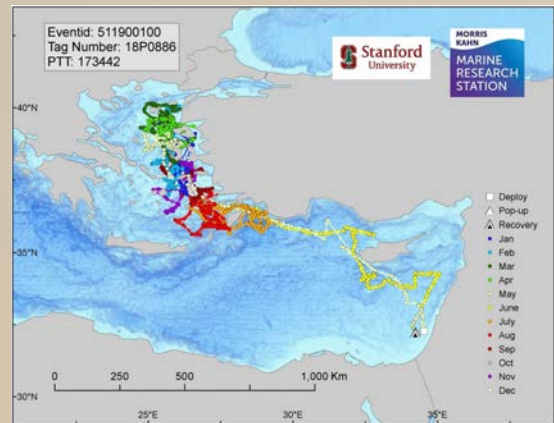 Eventid: 511900100
Tag Number: 18P0886
PTT: 173442
Stanford
University
MORRIS
KAHN
MARINE
RESEARCH
STATION
40°N
35°N
30°N
Deploy
Pop-up
Recovery
Jan
Feb
Mar
Apr
May
June
July
Aug
Sep
Oct
Nov
Dec
0 250 500 1,000 Km
25°E 30°E 35°E